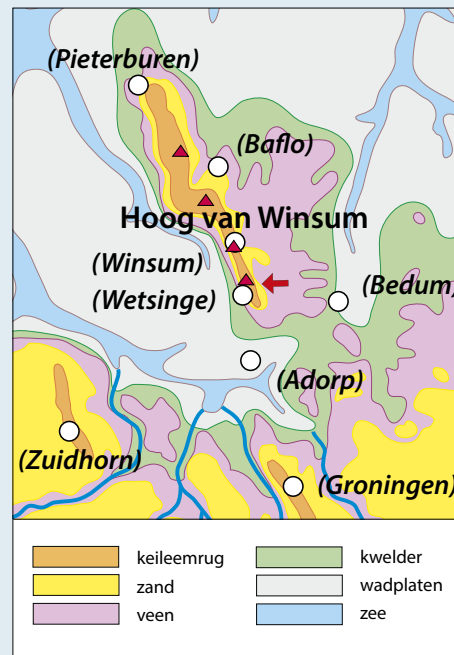 (Pieterburen)
(Baflo)
Hoog van Winsum
(Winsum)
(Wetsinge)
(Bedum)
(Adorp)
(Zuidhorn)
(Groningen)
keileemrug
zand
veen
kwelder
wadplaten
zee